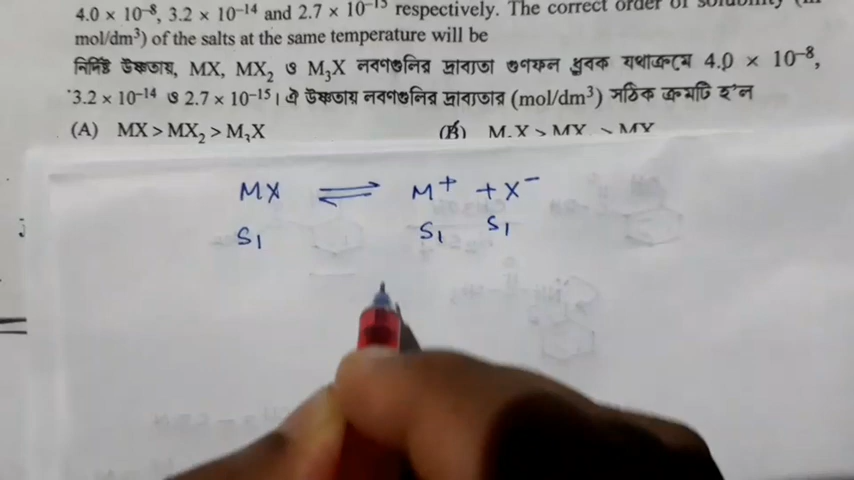 4.0 × 10⁻⁸, 3.2 × 10⁻¹⁴ and 2.7 × 10⁻¹⁵ respectively. The correct order of solubility (in
mol/dm³) of the salts at the same temperature will be
নির্দিষ্ট উষ্ণতায়, MX, MX₂ ও M₃X লবণগুলির দ্রাব্যতা গুণফল ধ্রুবক যথাক্রমে 4.0 × 10⁻⁸,
3.2 × 10⁻¹⁴ ও 2.7 × 10⁻¹⁵। ঐ উষ্ণতায় লবণগুলির দ্রাব্যতার (mol/dm³) সঠিক ক্রমটি হ'ল
(A) MX > MX₂ > M₃X (B)
MX ⇌ M⁺ + X⁻
S₁ S₁ S₁